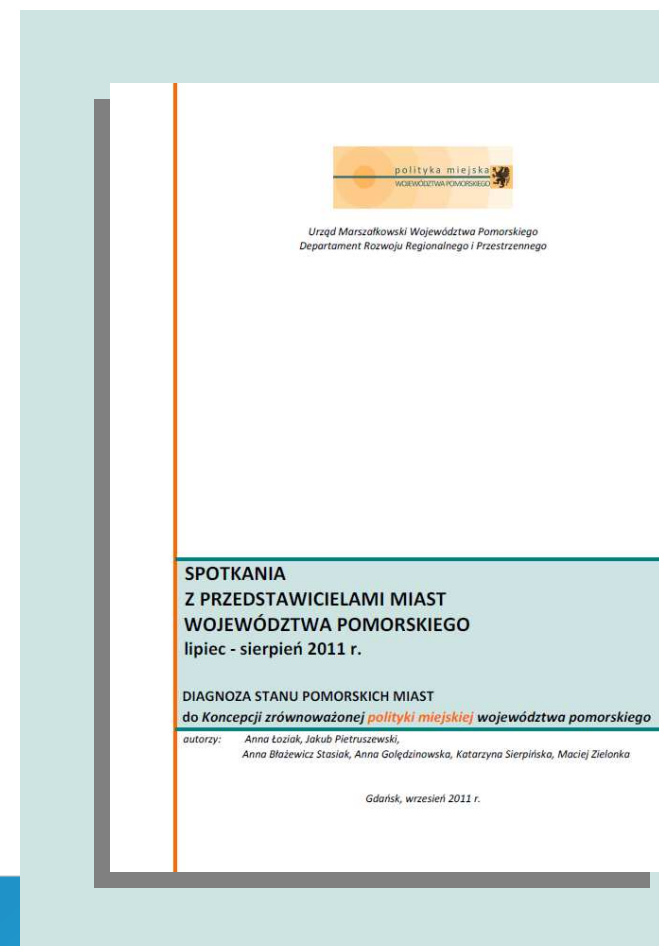 polityka miejska
WOJEWÓDZTWA POMORSKIEGO
Urząd Marszałkowski Województwa Pomorskiego
Departament Rozwoju Regionalnego i Przestrzennego
SPOTKANIA
Z PRZEDSTAWICIELAMI MIAST
WOJEWÓDZTWA POMORSKIEGO
lipiec - sierpień 2011 r.
DIAGNOZA STANU POMORSKICH MIAST
do Koncepcji zrównoważonej polityki miejskiej województwa pomorskiego
autorzy: Anna Łoziak, Jakub Pietruszewski,
Anna Błażewicz Stasiak, Anna Golędzinowska, Katarzyna Sierpińska, Maciej Zielonka
Gdańsk, wrzesień 2011 r.